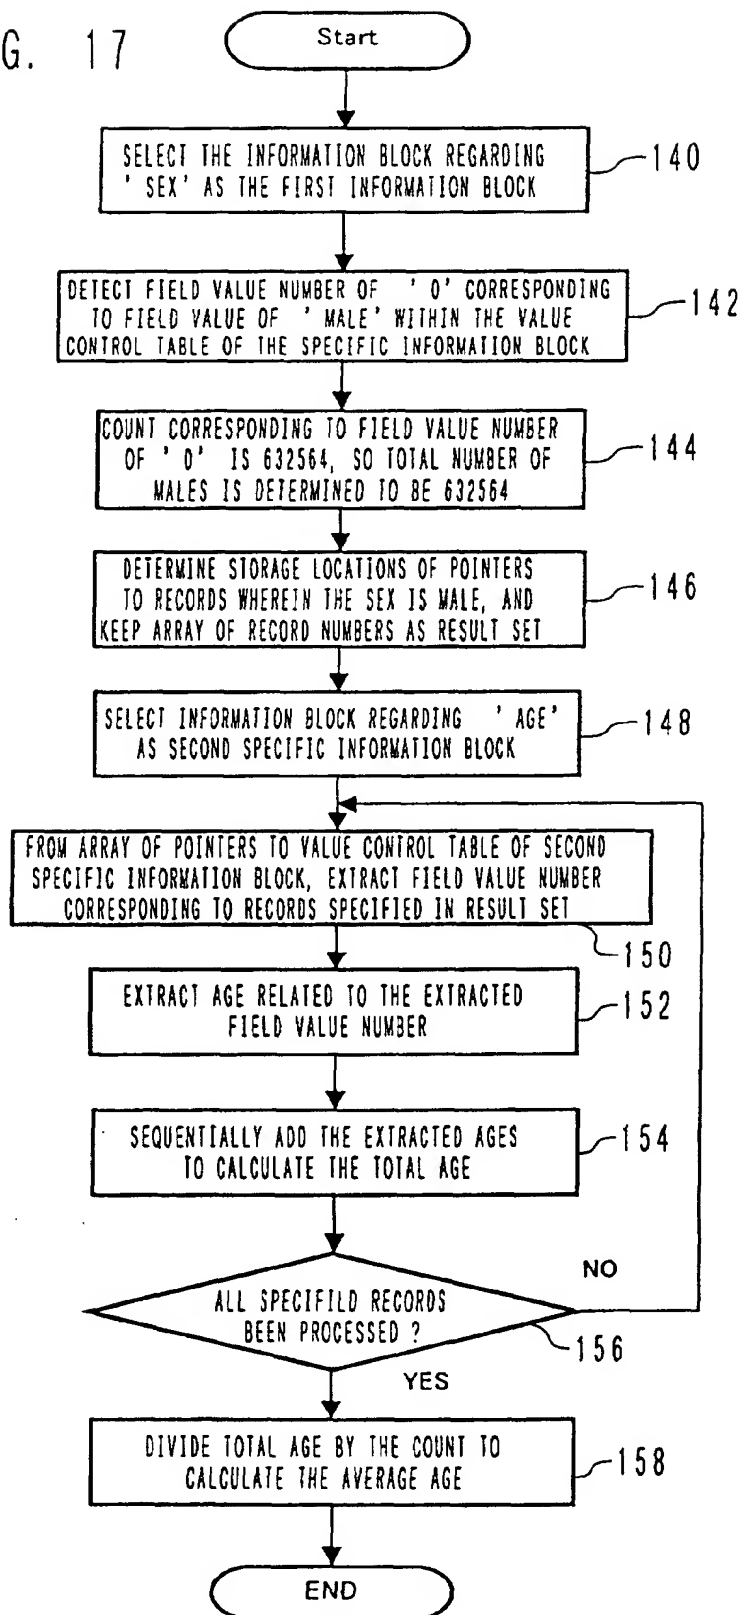 G. 17
Start
SELECT THE INFORMATION BLOCK REGARDING
'SEX' AS THE FIRST INFORMATION BLOCK
140
DETECT FIELD VALUE NUMBER OF '0' CORRESPONDING
TO FIELD VALUE OF 'MALE' WITHIN THE VALUE
CONTROL TABLE OF THE SPECIFIC INFORMATION BLOCK
142
COUNT CORRESPONDING TO FIELD VALUE NUMBER
OF '0' IS 632564, SO TOTAL NUMBER OF
MALES IS DETERMINED TO BE 632564
144
DETERMINE STORAGE LOCATIONS OF POINTERS
TO RECORDS WHEREIN THE SEX IS MALE, AND
KEEP ARRAY OF RECORD NUMBERS AS RESULT SET
146
SELECT INFORMATION BLOCK REGARDING 'AGE'
AS SECOND SPECIFIC INFORMATION BLOCK
148
FROM ARRAY OF POINTERS TO VALUE CONTROL TABLE OF SECOND
SPECIFIC INFORMATION BLOCK, EXTRACT FIELD VALUE NUMBER
CORRESPONDING TO RECORDS SPECIFIED IN RESULT SET
150
EXTRACT AGE RELATED TO THE EXTRACTED
FIELD VALUE NUMBER
152
SEQUENTIALLY ADD THE EXTRACTED AGES
TO CALCULATE THE TOTAL AGE
154
NO
ALL SPECIFILD RECORDS
BEEN PROCESSED ?
156
YES
DIVIDE TOTAL AGE BY THE COUNT TO
CALCULATE THE AVERAGE AGE
158
END